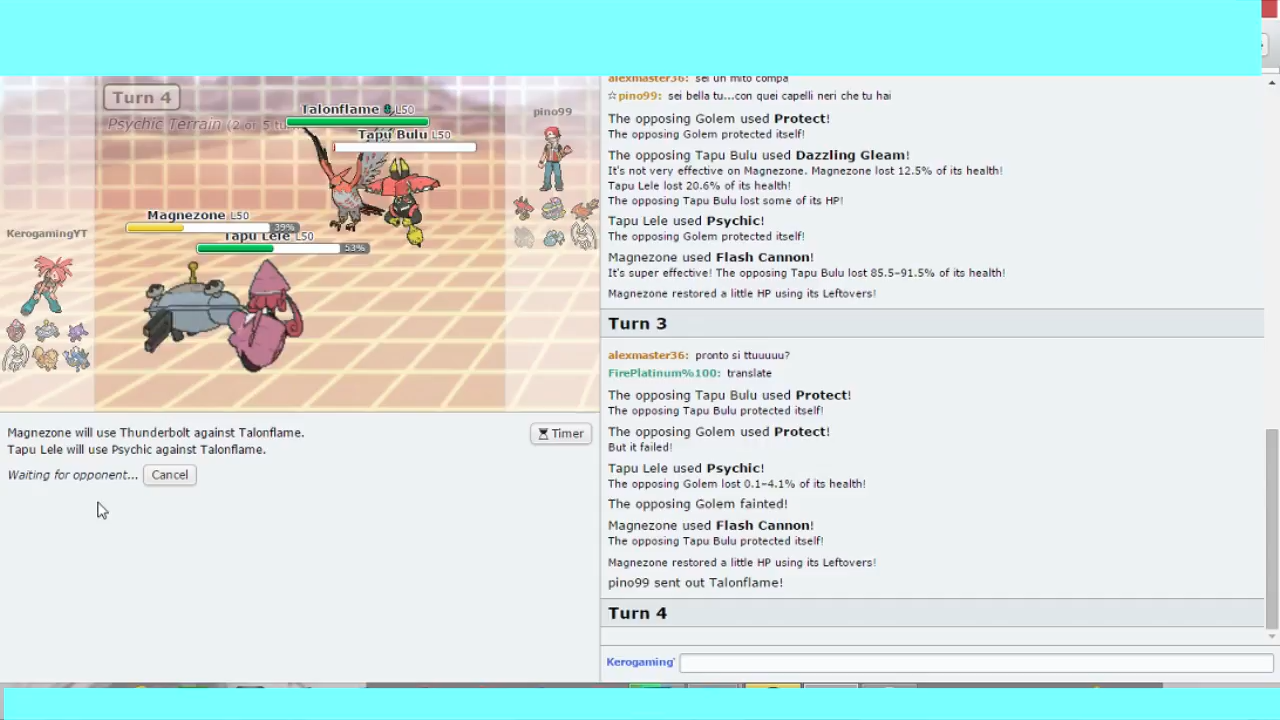 Turn 4
Psychic Terrain (2 or 5 tu
Talonflame L50
Tapu Bulu L50
pino99
Magnezone L50
39%
Tapu Lele L50
53%
KerogamingYT
Magnezone will use Thunderbolt against Talonflame.
Tapu Lele will use Psychic against Talonflame.
Waiting for opponent... Cancel
Timer
alexmaster36: sei un mito compa
☆pino99: sei bella tu...con quei capelli neri che tu hai
The opposing Golem used Protect!
The opposing Golem protected itself!
The opposing Tapu Bulu used Dazzling Gleam!
It's not very effective on Magnezone. Magnezone lost 12.5% of its health!
Tapu Lele lost 20.6% of its health!
The opposing Tapu Bulu lost some of its HP!
Tapu Lele used Psychic!
The opposing Golem protected itself!
Magnezone used Flash Cannon!
It's super effective! The opposing Tapu Bulu lost 85.5–91.5% of its health!
Magnezone restored a little HP using its Leftovers!
Turn 3
alexmaster36: pronto si ttuuuuu?
FirePlatinum%100: translate
The opposing Tapu Bulu used Protect!
The opposing Tapu Bulu protected itself!
The opposing Golem used Protect!
But it failed!
Tapu Lele used Psychic!
The opposing Golem lost 0.1–4.1% of its health!
The opposing Golem fainted!
Magnezone used Flash Cannon!
The opposing Tapu Bulu protected itself!
Magnezone restored a little HP using its Leftovers!
pino99 sent out Talonflame!
Turn 4
Kerogaming